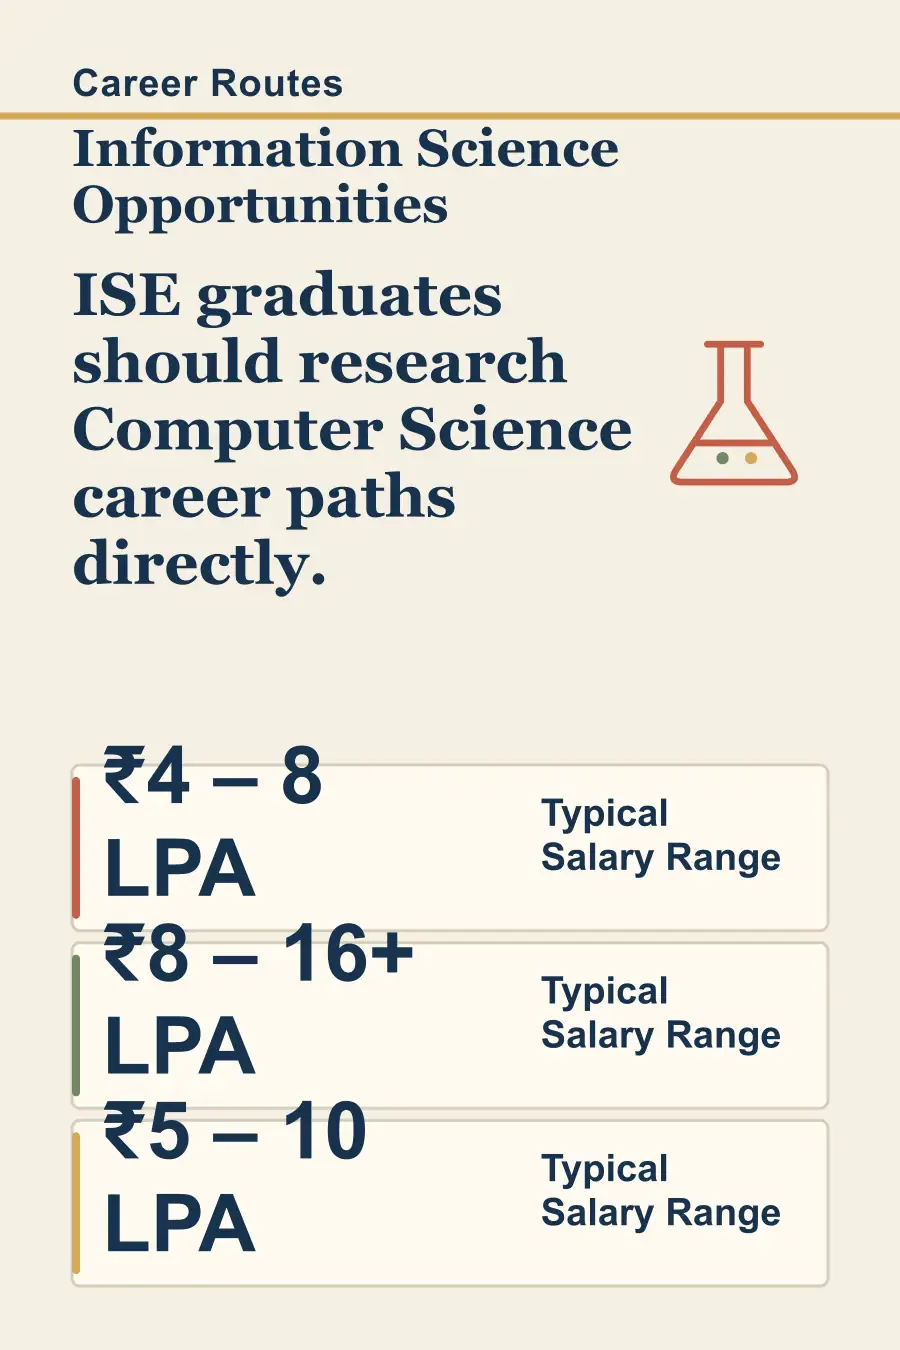 Career Routes
Information Science
Opportunities
ISE graduates
should research
Computer Science
career paths
directly.
₹4 – 8
LPA
Typical
Salary Range
₹8 – 16+
LPA
Typical
Salary Range
₹5 – 10
LPA
Typical
Salary Range